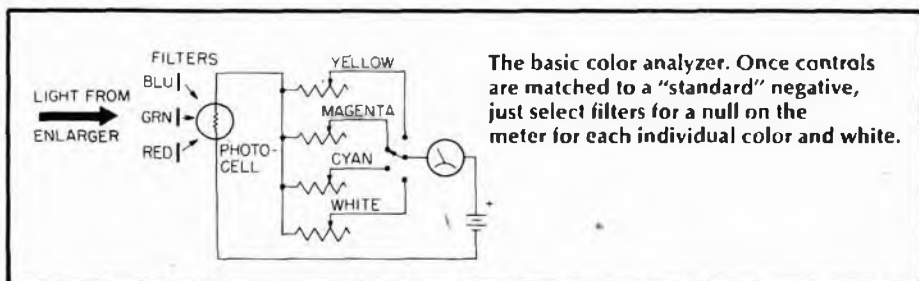 FILTERS
BLU
GRN
RED
LIGHT FROM
ENLARGER
PHOTO-
CELL
YELLOW
MAGENTA
CYAN
WHITE
+
The basic color analyzer. Once controls
are matched to a “standard” negative,
just select filters for a null on the
meter for each individual color and white.